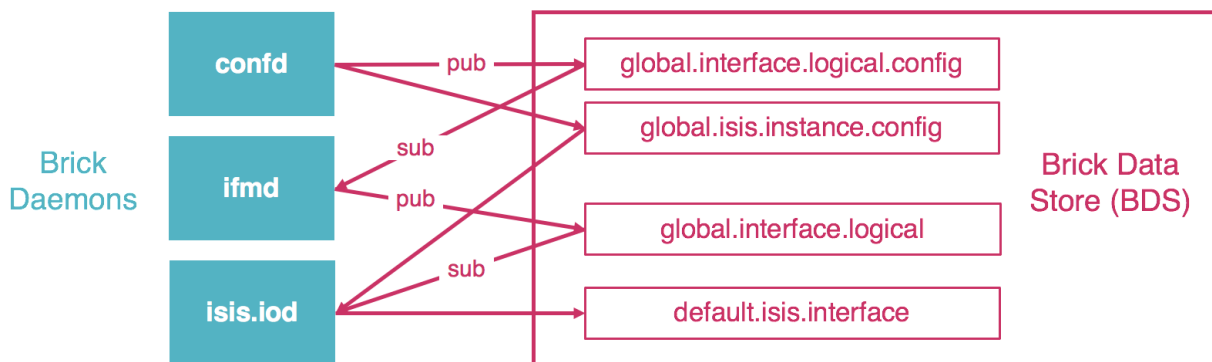 confd
pub
global.interface.logical.config
global.isis.instance.config
sub
Brick
Daemons
ifmd
pub
global.interface.logical
Brick Data
Store (BDS)
sub
isis.iod
default.isis.interface